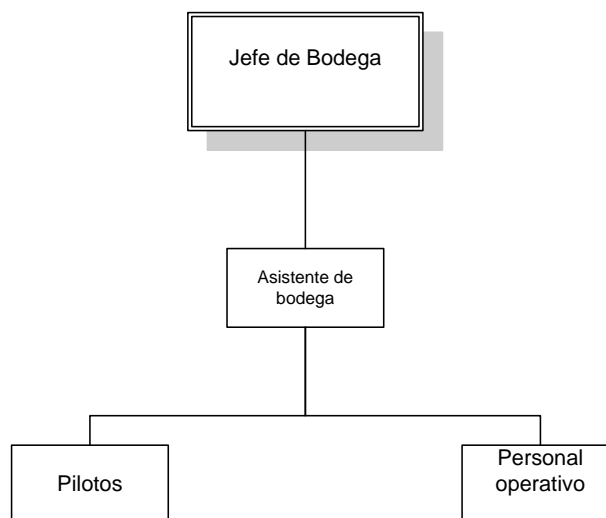 Jefe de Bodega
Asistente de
bodega
Pilotos
Personal
operativo